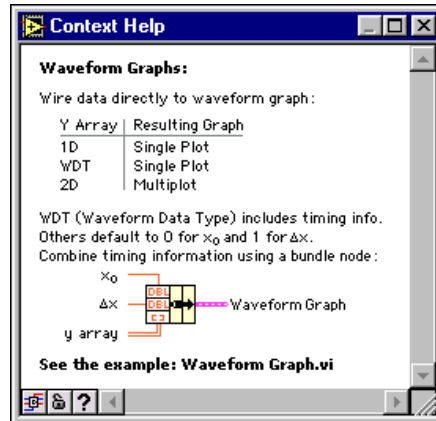 Context Help
Waveform Graphs:
Wire data directly to waveform graph:
Y Array Resulting Graph
1D Single Plot
WDT Single Plot
2D Multiplot
WDT (Waveform Data Type) includes timing info.
Others default to 0 for x₀ and 1 for Δx.
Combine timing information using a bundle node:
x₀
DBL
Δx DBL Waveform Graph
y array [ ]
See the example: Waveform Graph.vi
?